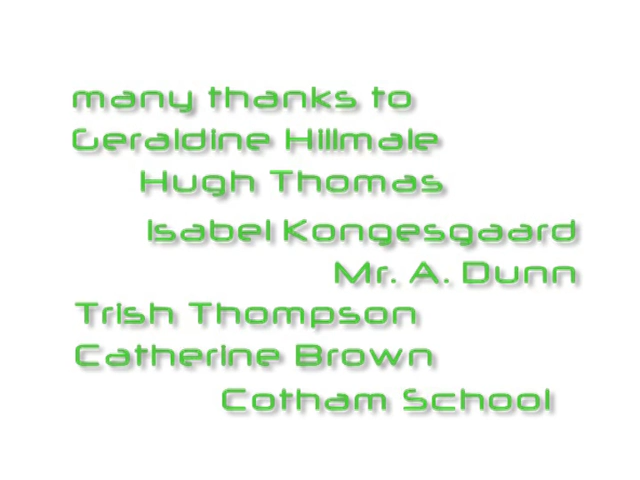 many thanks to
Geraldine Hillmale
Hugh Thomas
Isabel Kongesgaard
Mr. A. Dunn
Trish Thompson
Catherine Brown
Cotham School